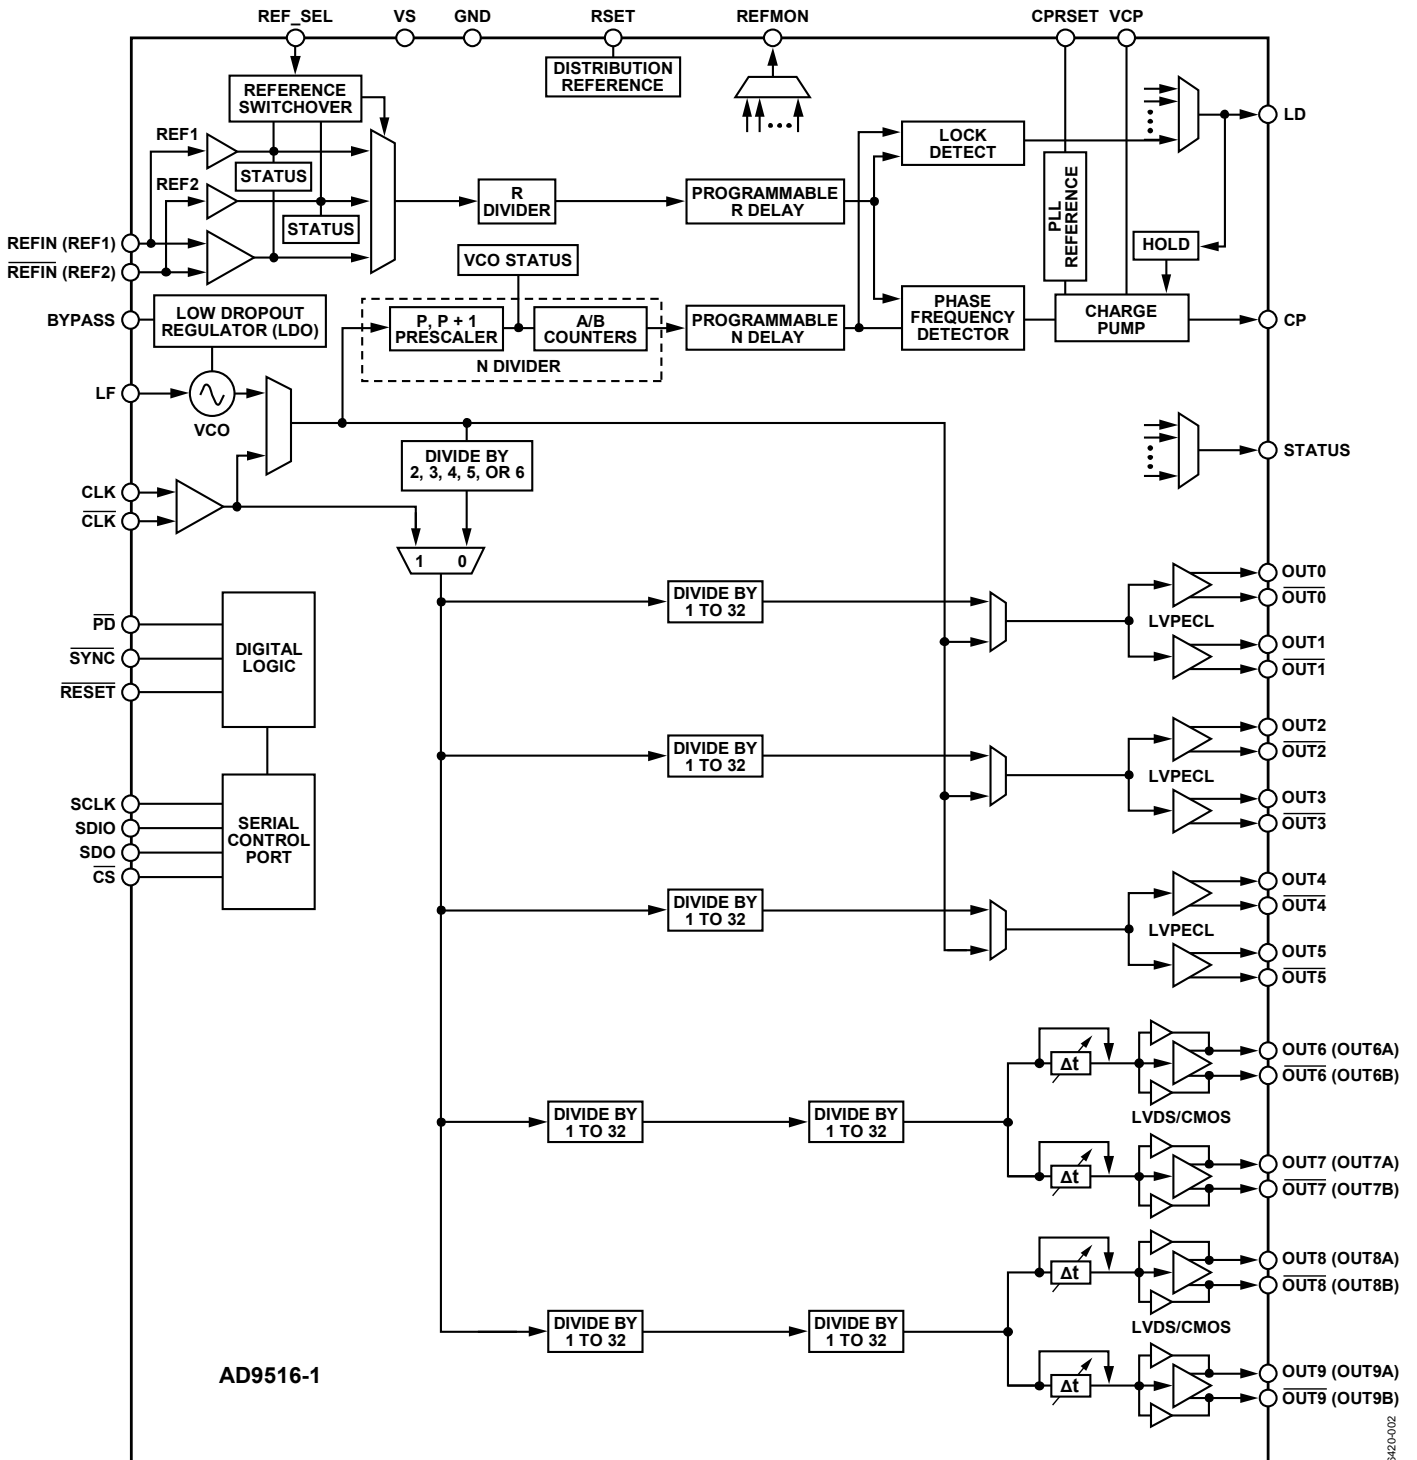 REF_SEL VS GND RSET REFMON CPRSET VCP
DISTRIBUTION
REFERENCE
REFERENCE
SWITCHOVER
REF1
STATUS
REF2
STATUS
R
DIVIDER
PROGRAMMABLE
R DELAY
LOCK
DETECT
LD
PLL
REFERENCE
HOLD
REFIN (REF1)
REFIN (REF2)
VCO STATUS
BYPASS
LOW DROPOUT
REGULATOR (LDO)
P, P + 1
PRESCALER
A/B
COUNTERS
N DIVIDER
PROGRAMMABLE
N DELAY
PHASE
FREQUENCY
DETECTOR
CHARGE
PUMP
CP
LF
VCO
DIVIDE BY
2, 3, 4, 5, OR 6
STATUS
CLK
CLK
1 0
PD
SYNC
RESET
DIGITAL
LOGIC
DIVIDE BY
1 TO 32
LVPECL
OUT0
OUT0
OUT1
OUT1
DIVIDE BY
1 TO 32
LVPECL
OUT2
OUT2
OUT3
OUT3
SCLK
SDIO
SDO
CS
SERIAL
CONTROL
PORT
DIVIDE BY
1 TO 32
LVPECL
OUT4
OUT4
OUT5
OUT5
DIVIDE BY
1 TO 32
DIVIDE BY
1 TO 32
Δt
Δt
LVDS/CMOS
OUT6 (OUT6A)
OUT6 (OUT6B)
OUT7 (OUT7A)
OUT7 (OUT7B)
DIVIDE BY
1 TO 32
DIVIDE BY
1 TO 32
Δt
Δt
LVDS/CMOS
OUT8 (OUT8A)
OUT8 (OUT8B)
OUT9 (OUT9A)
OUT9 (OUT9B)
AD9516-1